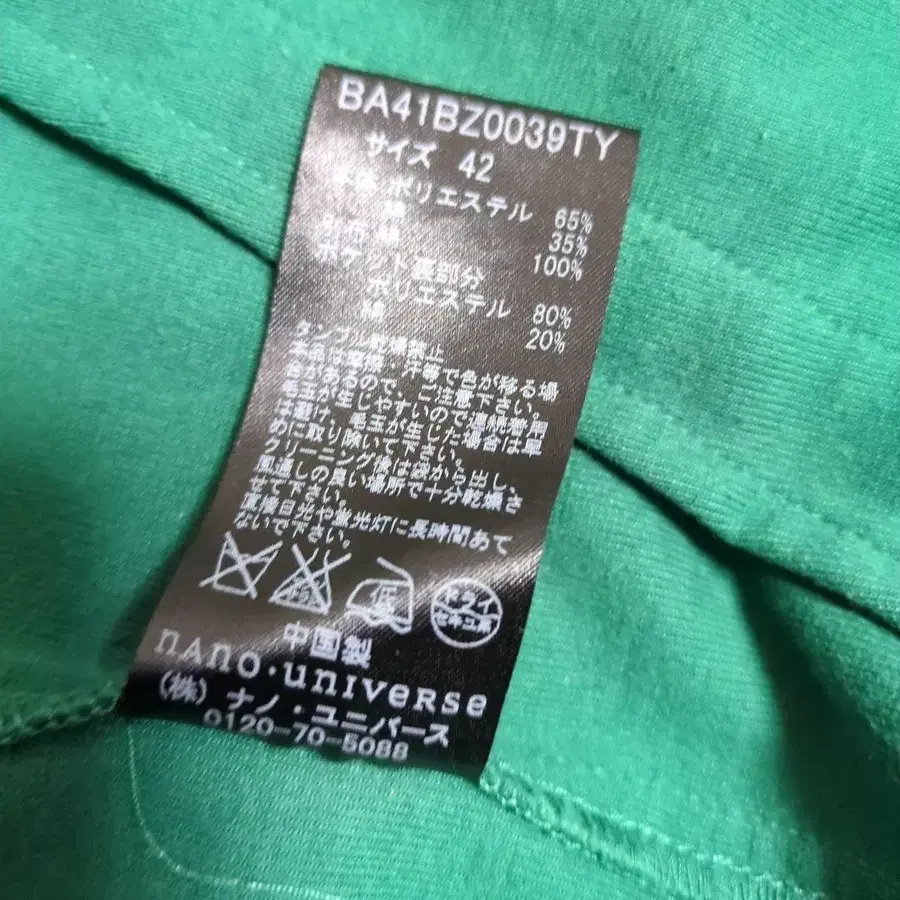 BA41BZ0039TY
サイズ 42
本体 ポリエステル 65%
綿 35%
別布 綿 100%
ポケット裏部分
ポリエステル 80%
綿 20%
タンブル乾燥禁止
本品は摩擦・汗等で色が移る場
合があるので、ご注意下さい。
毛玉が生じやすいので連続着用
は避け、毛玉が生じた場合は早
めに取り除いて下さい。
クリーニング後は袋から出し、
風通しの良い場所で十分乾燥さ
せて下さい。
直接日光や蛍光灯に長時間あて
ないで下さい。
低
ドライ
セキユ系
中国製
nano・universe
(株) ナノ・ユニバース
0120-70-5088